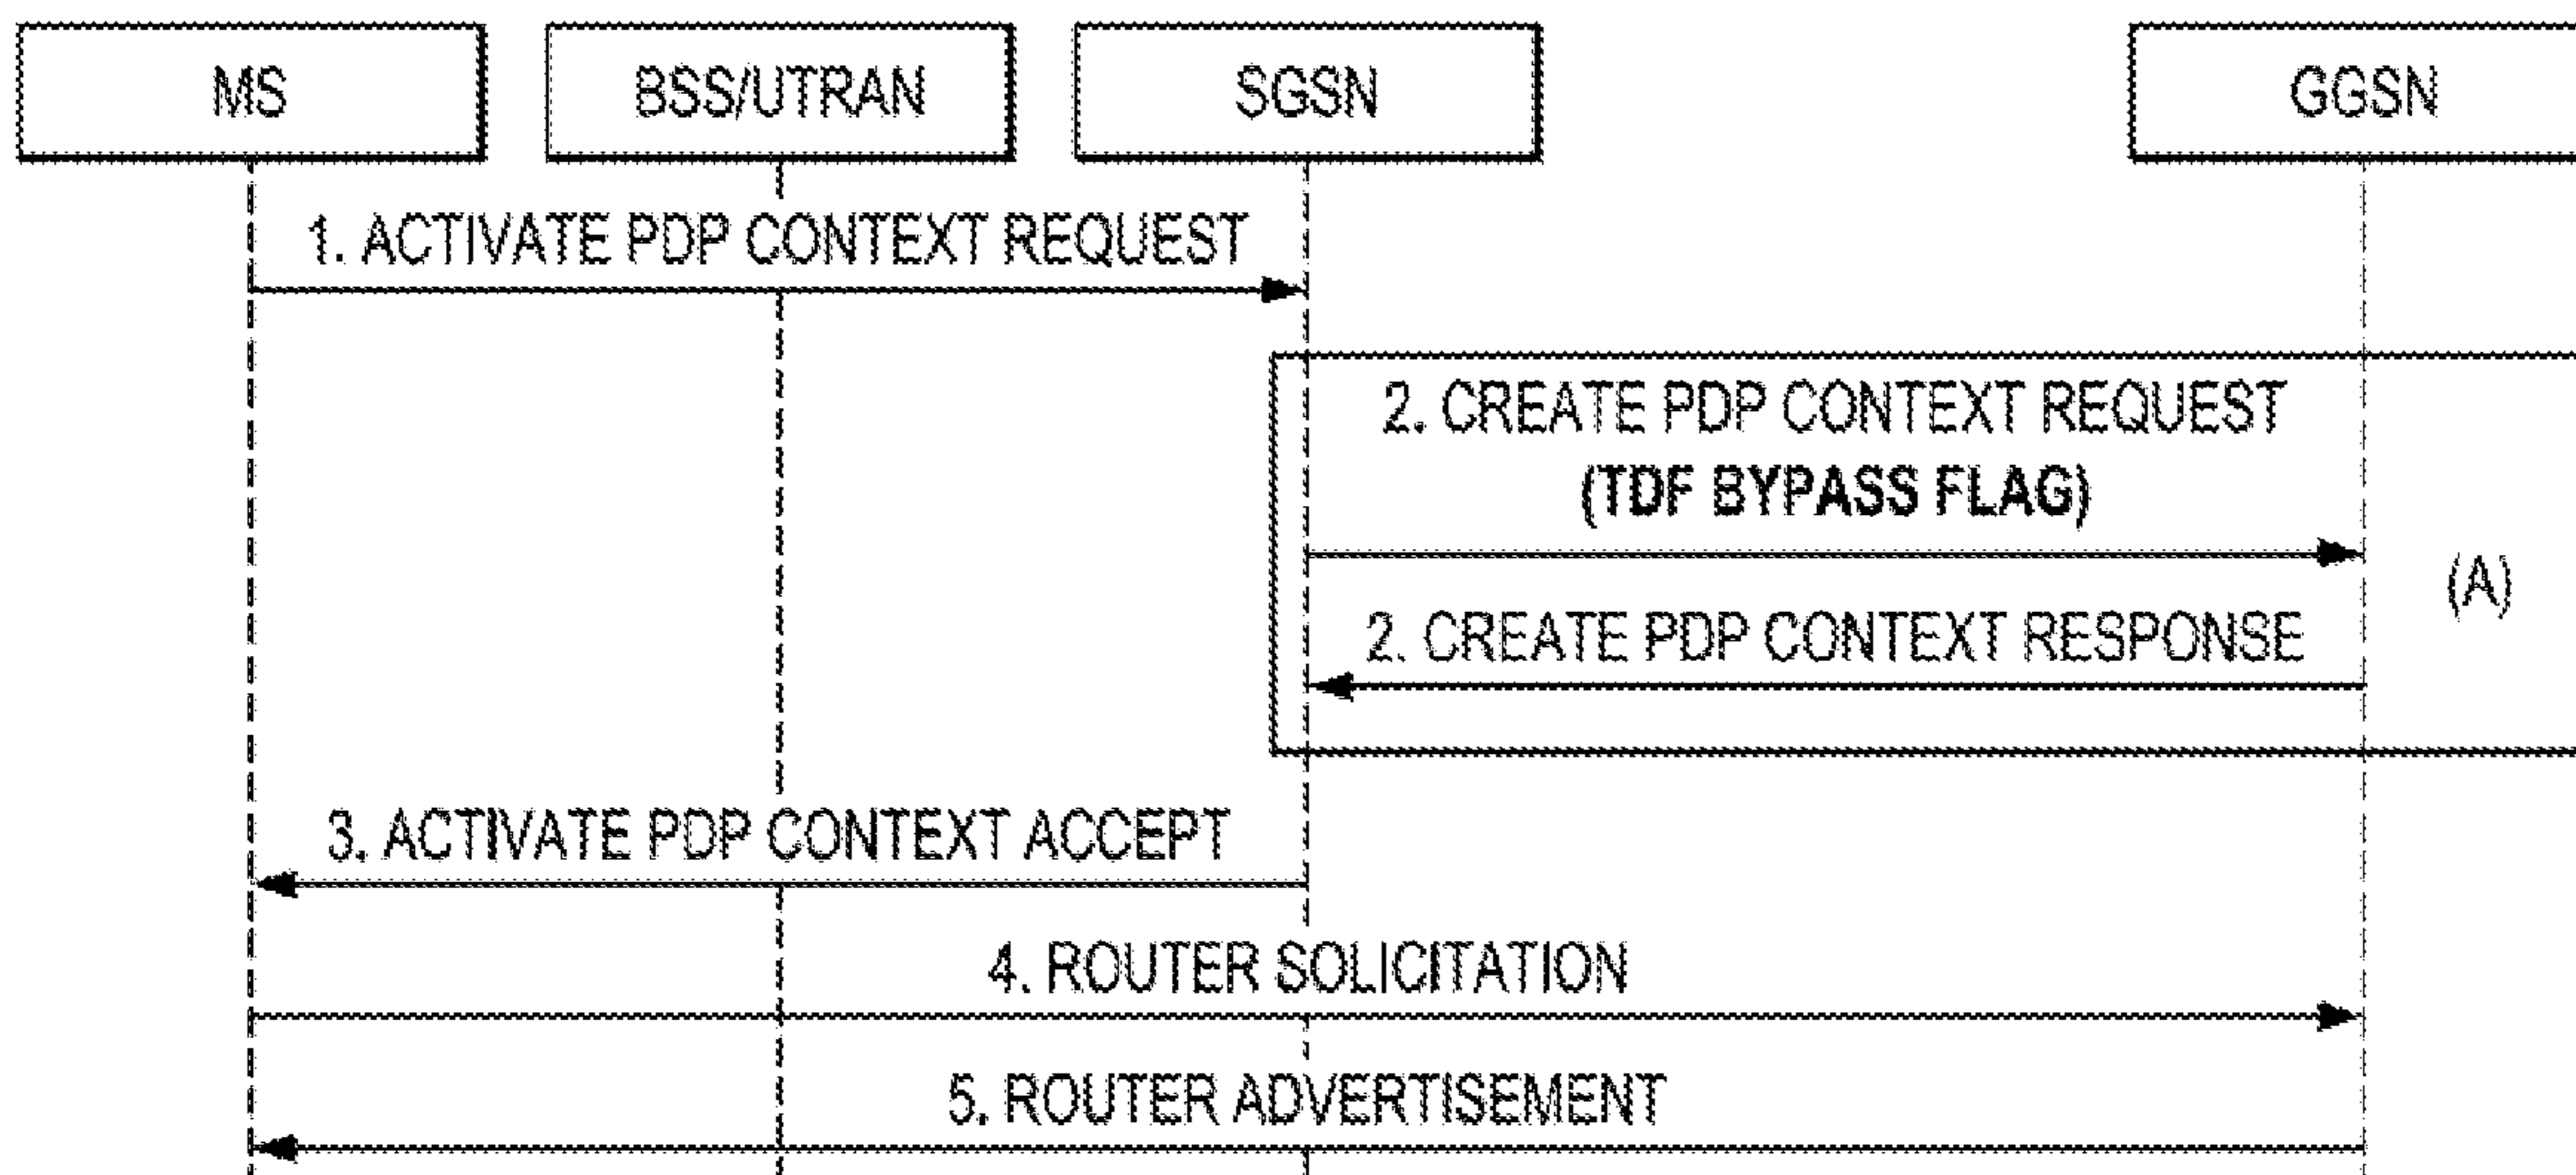 MS
BSS/UTRAN
SGSN
GGSN
1. ACTIVATE PDP CONTEXT REQUEST
2. CREATE PDP CONTEXT REQUEST
(TDF BYPASS FLAG)
(A)
2. CREATE PDP CONTEXT RESPONSE
3. ACTIVATE PDP CONTEXT ACCEPT
4. ROUTER SOLICITATION
5. ROUTER ADVERTISEMENT